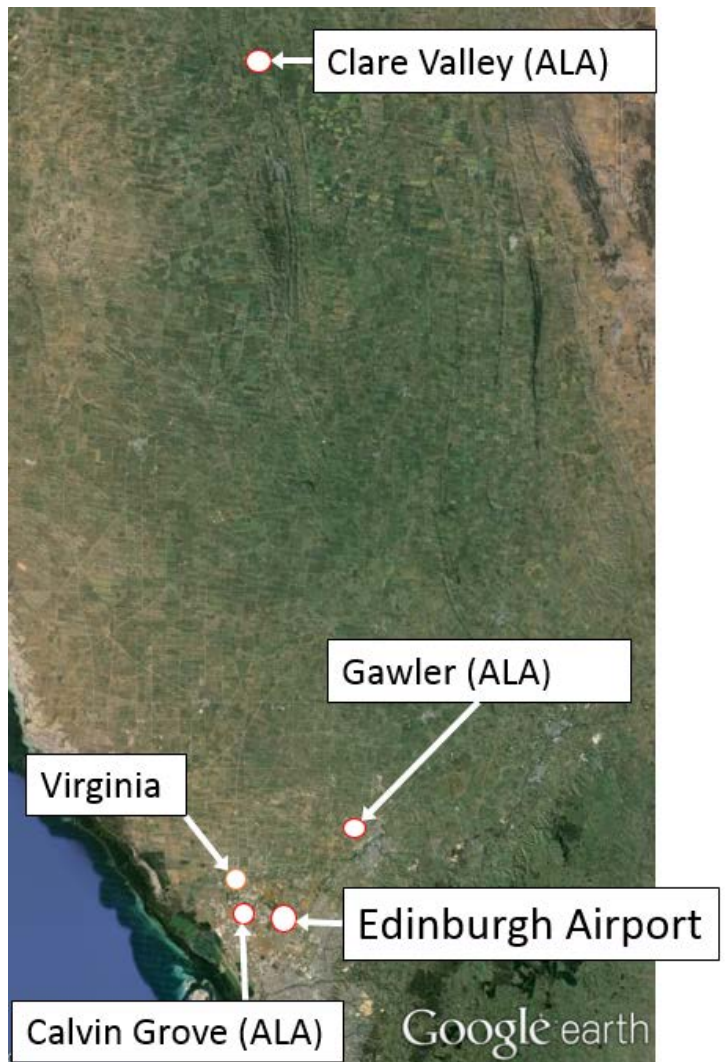 Clare Valley (ALA)
Gawler (ALA)
Virginia
Edinburgh Airport
Calvin Grove (ALA)
Google earth